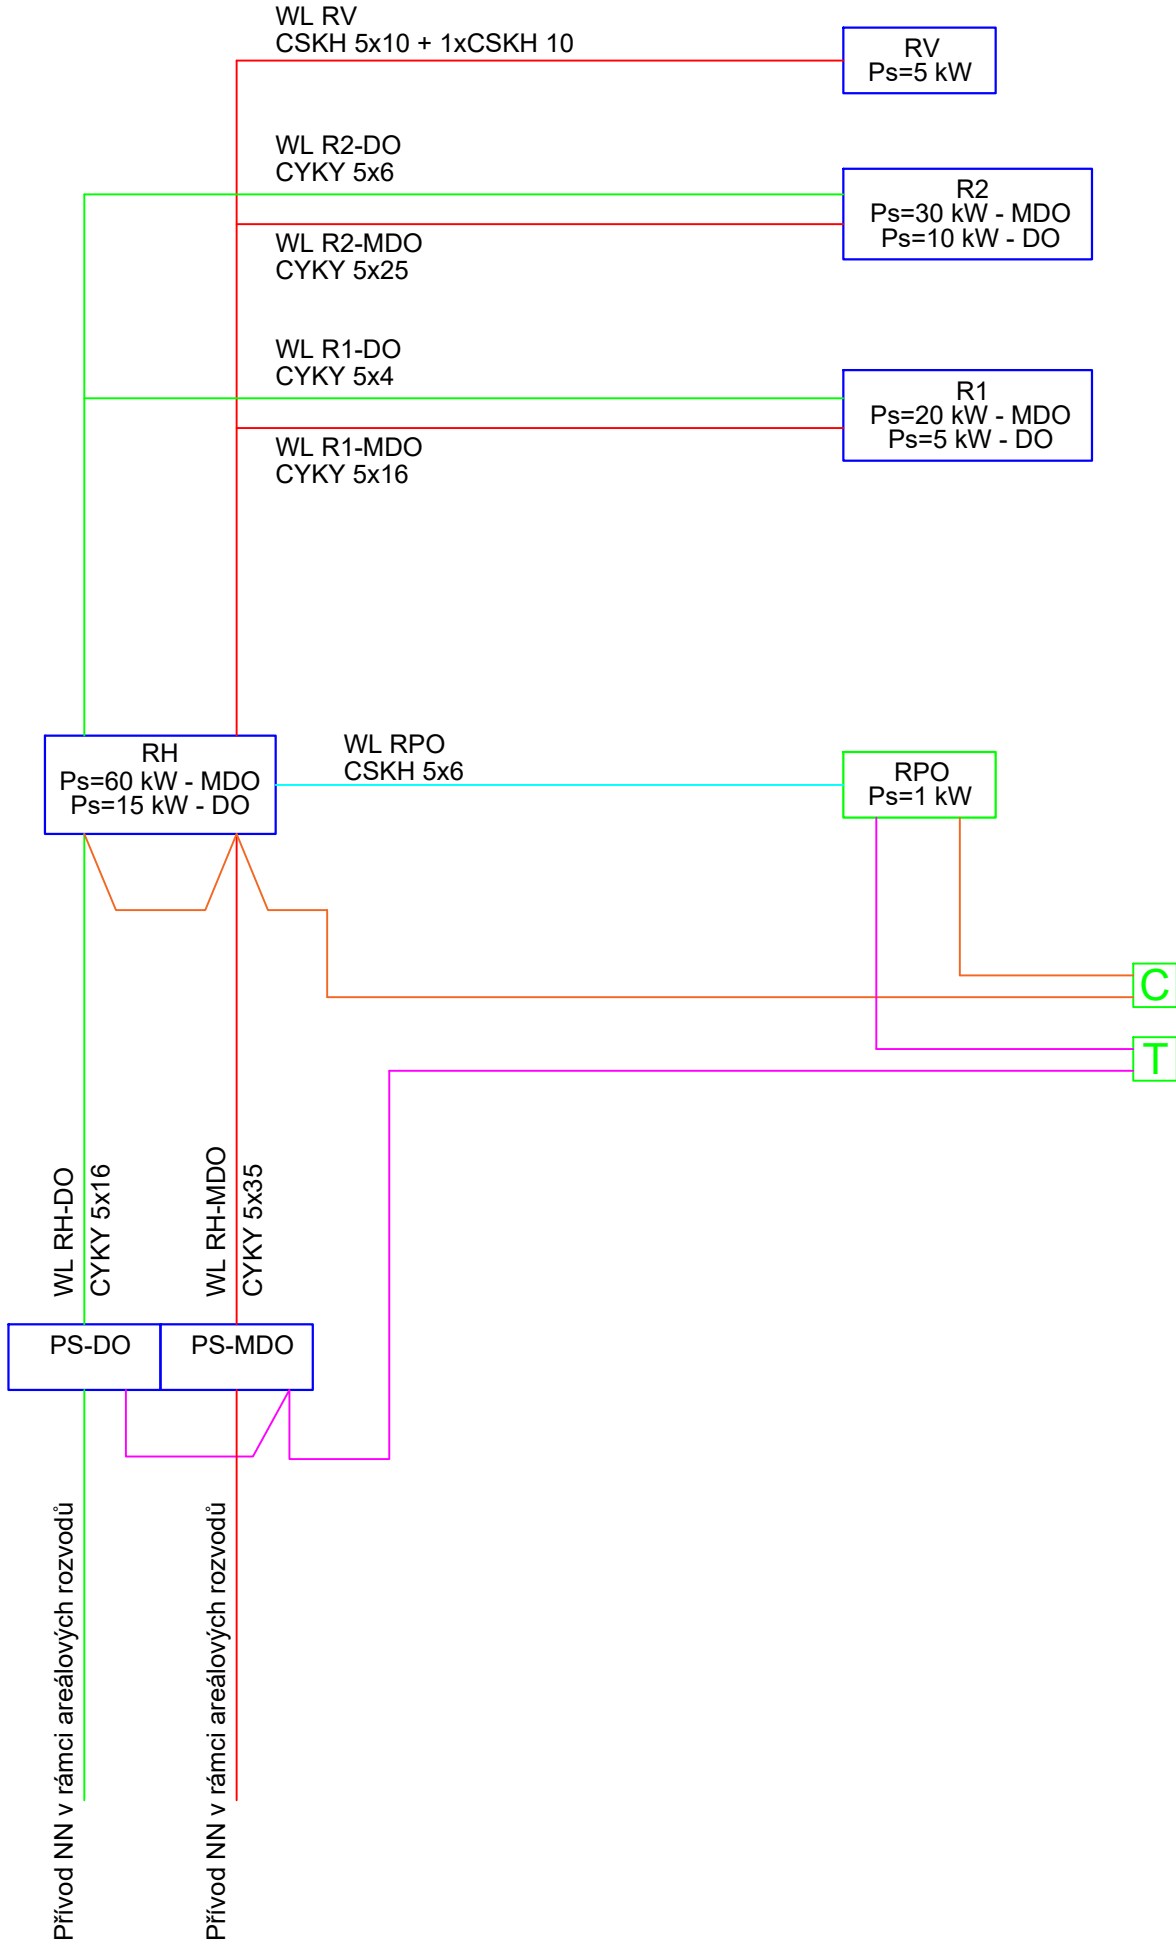 WL RV
CSKH 5x10 + 1xCSKH 10
RV
Ps=5 kW
WL R2-DO
CYKY 5x6
R2
Ps=30 kW - MDO
Ps=10 kW - DO
WL R2-MDO
CYKY 5x25
WL R1-DO
CYKY 5x4
R1
Ps=20 kW - MDO
Ps=5 kW - DO
WL R1-MDO
CYKY 5x16
RH
Ps=60 kW - MDO
Ps=15 kW - DO
WL RPO
CSKH 5x6
RPO
Ps=1 kW
C
T
WL RH-DO
CYKY 5x16
WL RH-MDO
CYKY 5x35
PS-DO
PS-MDO
Přívod NN v rámci areálových rozvodů
Přívod NN v rámci areálových rozvodů